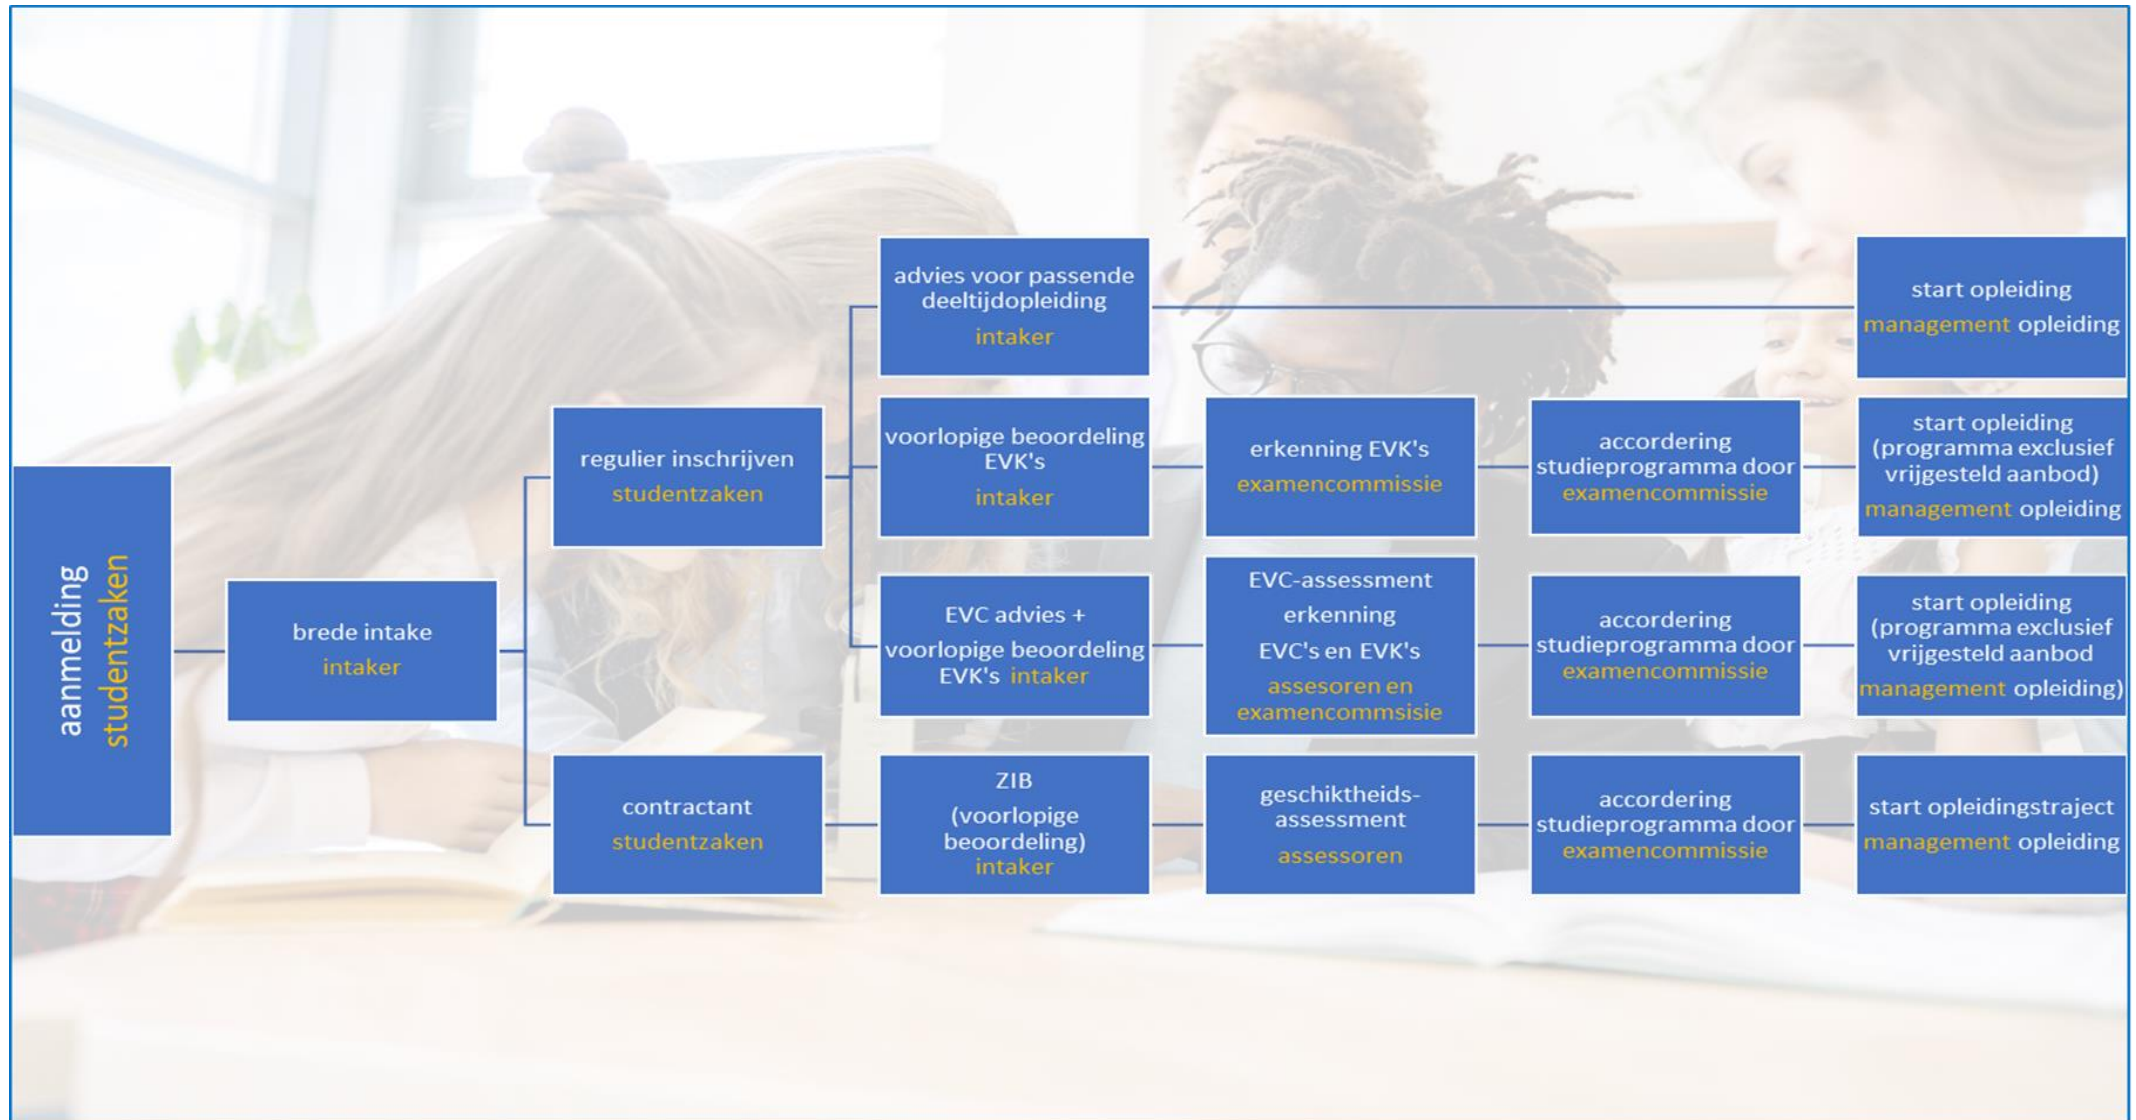 aanmelding
studentzaken
brede intake
intaker
regulier inschrijven
studentzaken
advies voor passende
deeltijdopleiding
intaker
start opleiding
management opleiding
voorlopige beoordeling
EVK's
intaker
erkenning EVK's
examencommissie
accordering
studieprogramma door
examencommissie
start opleiding
(programma exclusief
vrijgesteld aanbod)
management opleiding
EVC advies +
voorlopige beoordeling
EVK's intaker
EVC-assessment
erkenning
EVC's en EVK's
assesoren en
examencommsisie
accordering
studieprogramma door
examencommissie
start opleiding
(programma exclusief
vrijgesteld aanbod
management opleiding)
contractant
studentzaken
ZIB
(voorlopige
beoordeling)
intaker
geschiktheids-
assessment
assessoren
accordering
studieprogramma door
examencommissie
start opleidingstraject
management opleiding